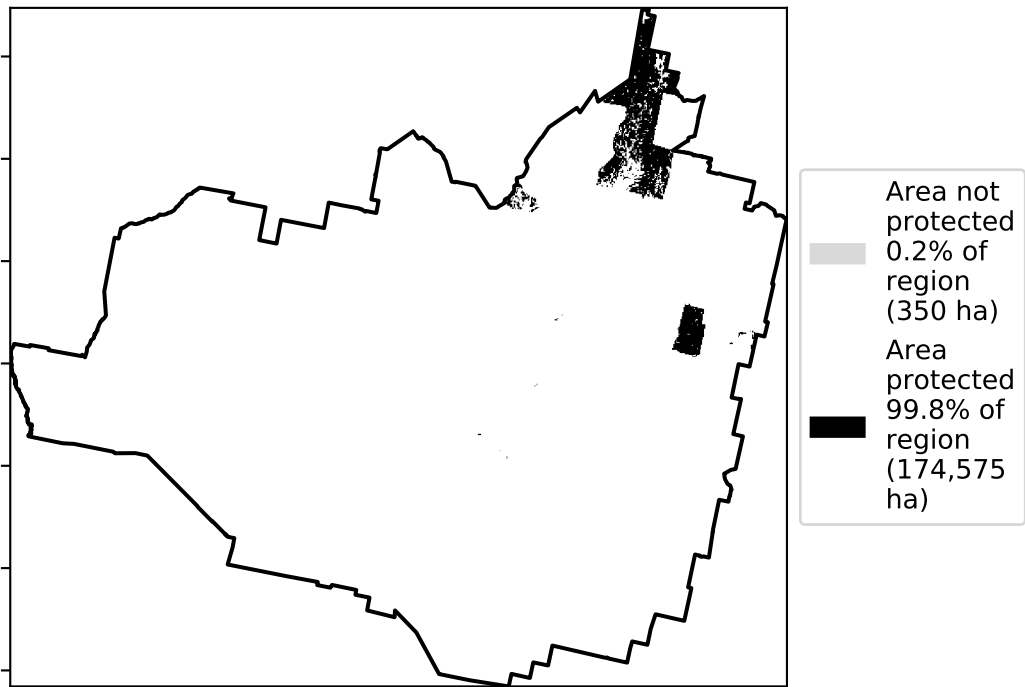 Area not
protected
0.2% of
region
(350 ha)
Area
protected
99.8% of
region
(174,575
ha)